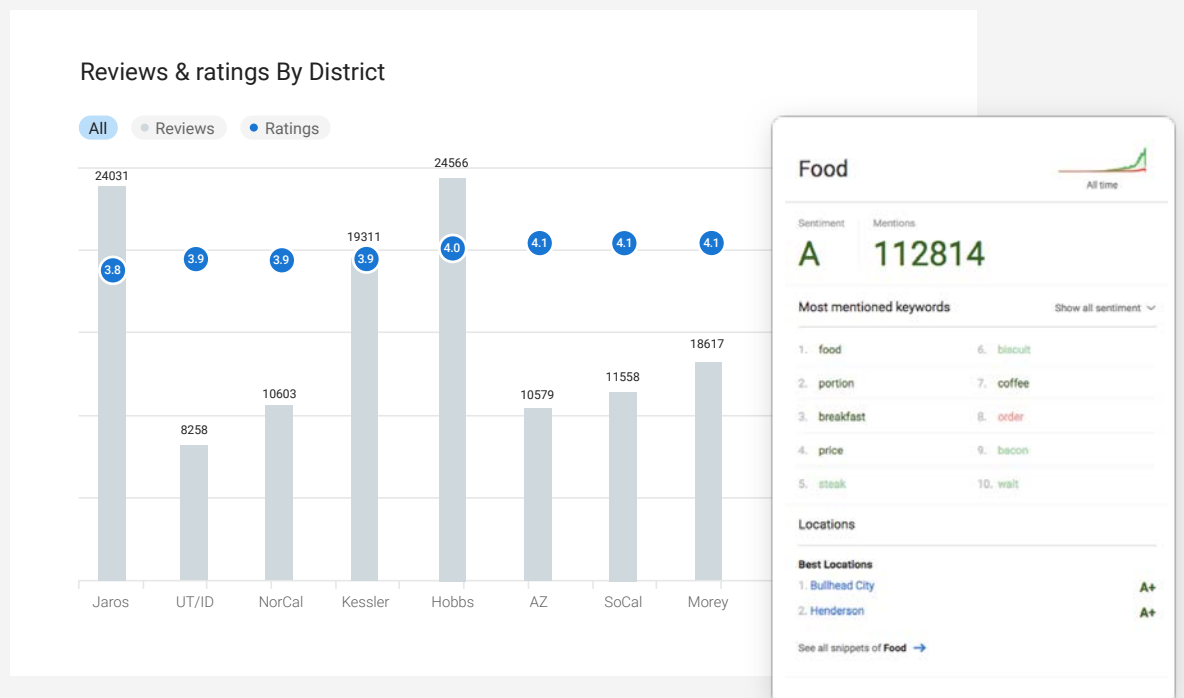 Reviews & ratings By District
All Reviews Ratings
24031
8258
10603
19311
24566
10579
11558
18617
3.8
3.9
3.9
3.9
4.0
4.1
4.1
4.1
Jaros UT/ID NorCal Kessler Hobbs AZ SoCal Morey
Food
All time
Sentiment Mentions
A 112814
Most mentioned keywords Show all sentiment
1. food 6. biscuit
2. portion 7. coffee
3. breakfast 8. order
4. price 9. bacon
5. steak 10. wait
Locations
Best Locations
1. Bullhead City A+
2. Henderson A+
See all snippets of Food